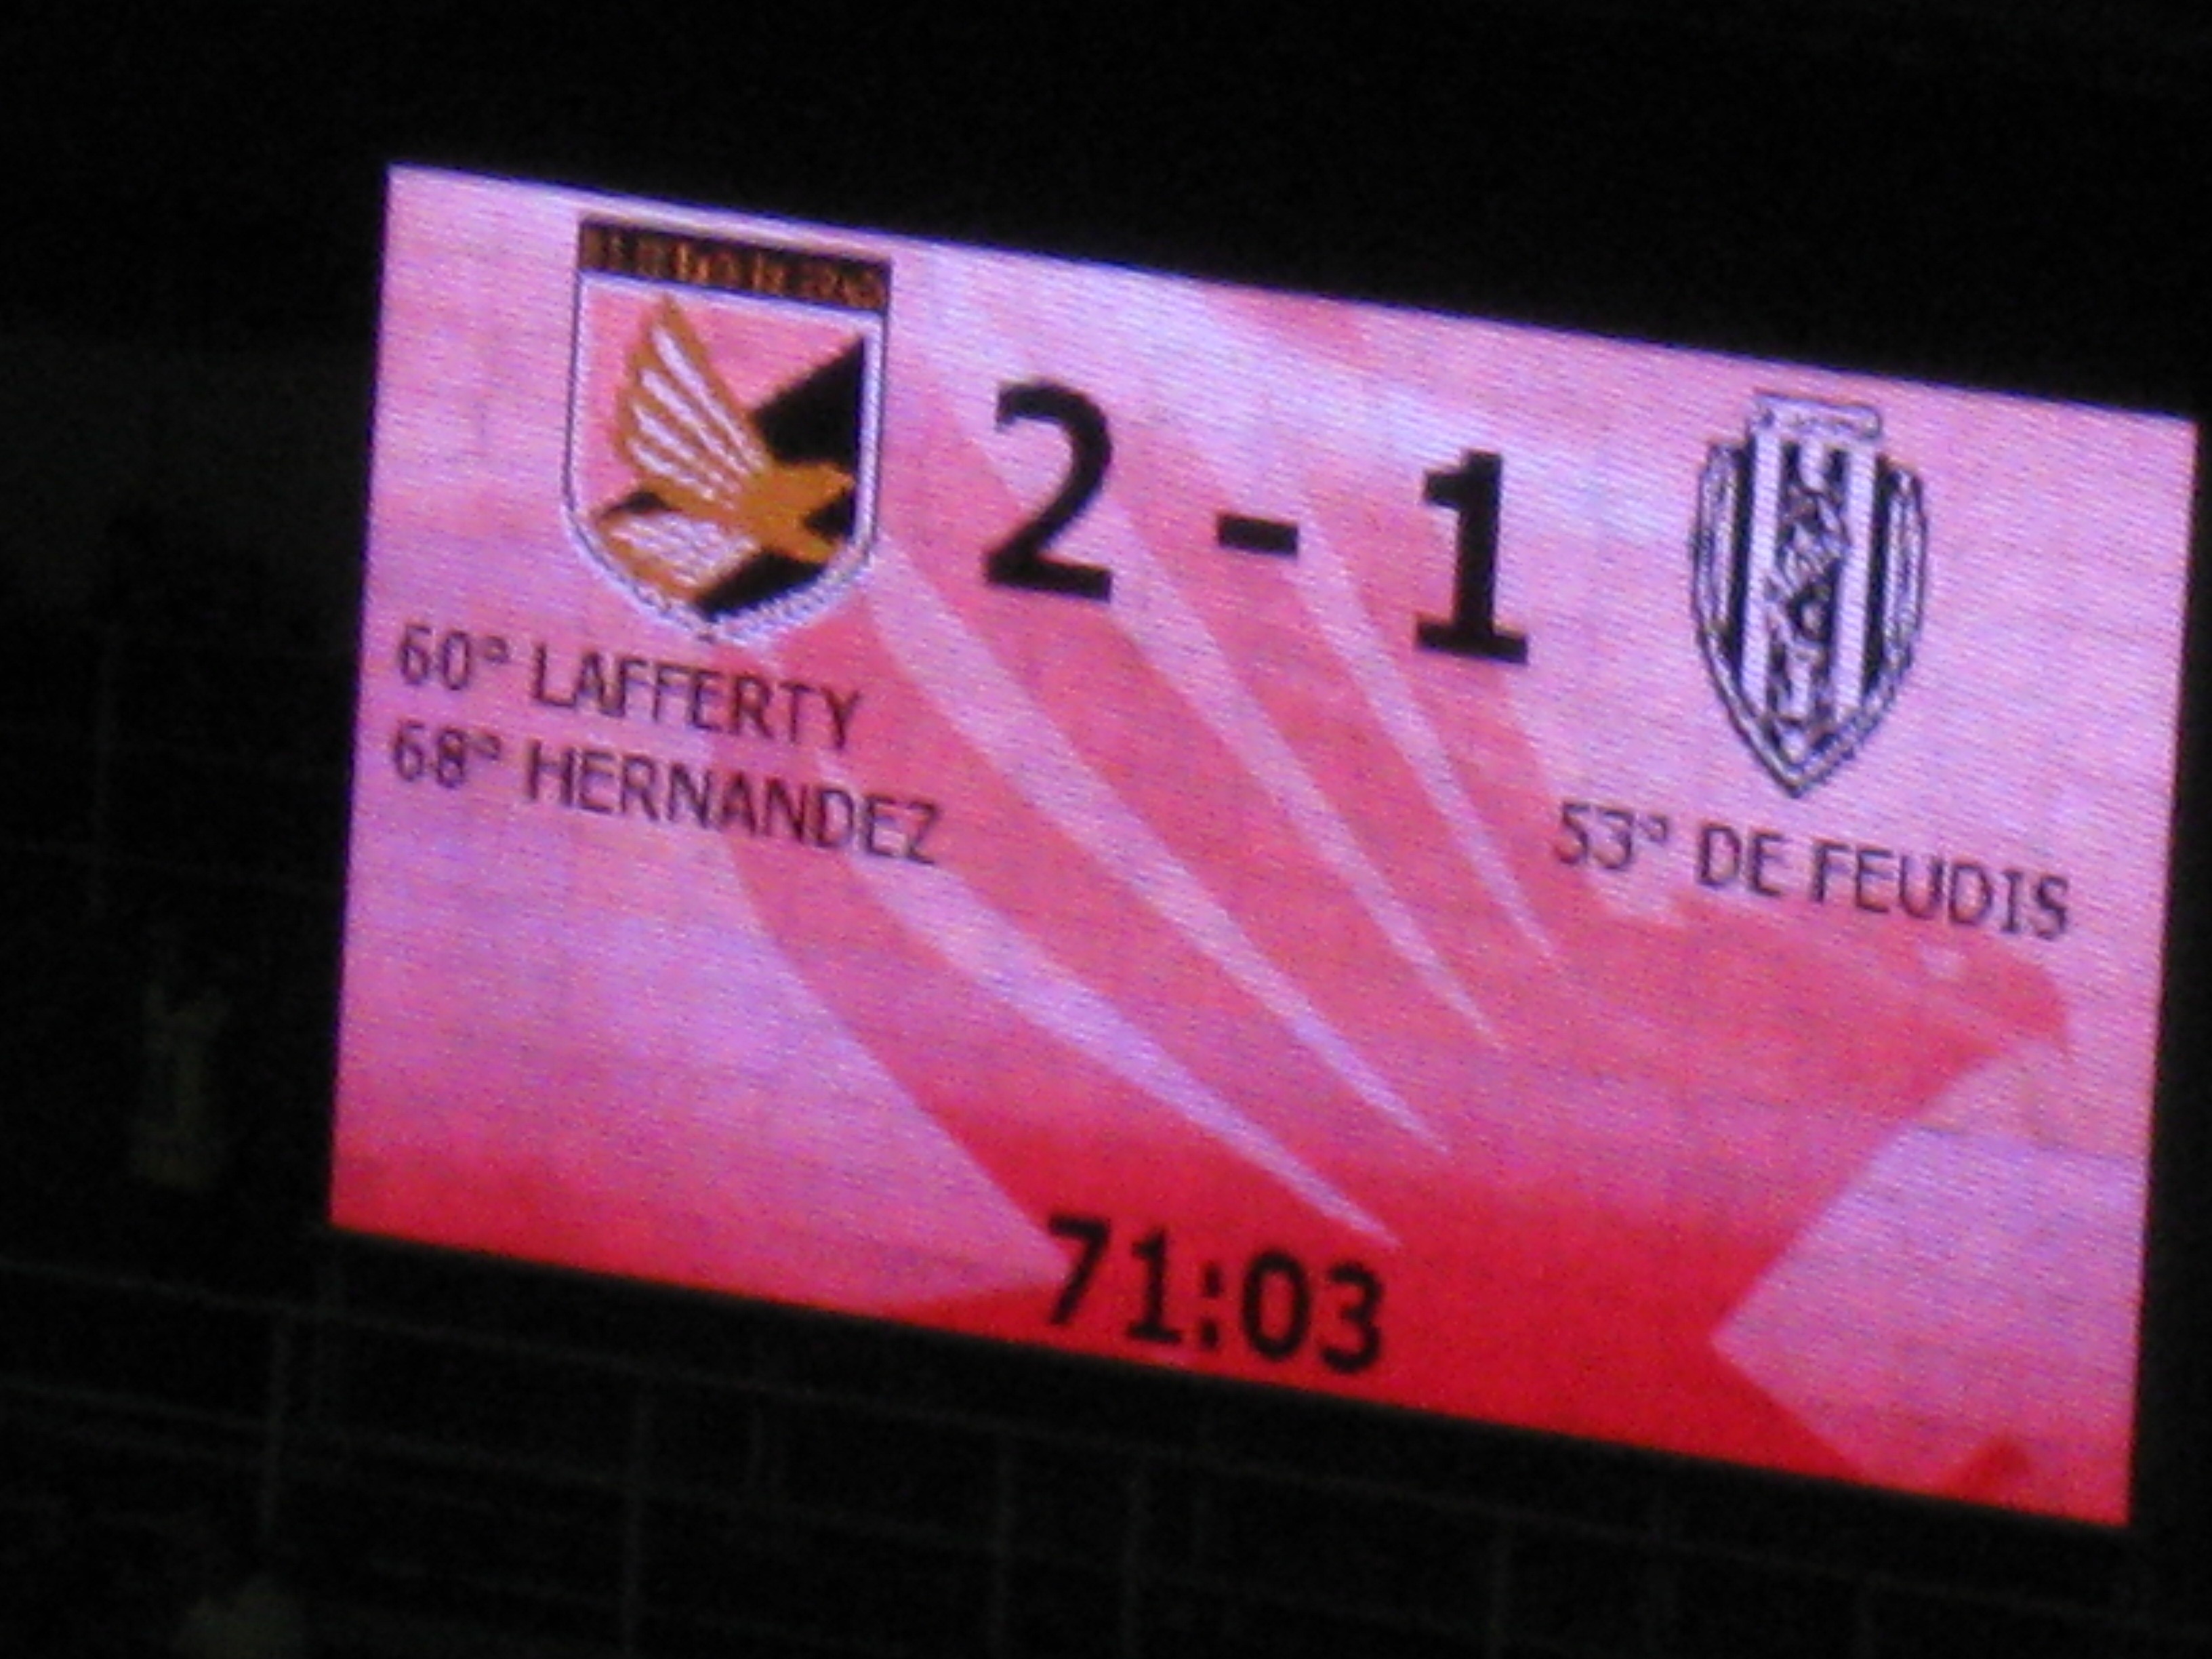 2 - 1
60° LAFFERTY
68° HERNANDEZ
53° DE FEUDIS
71:03